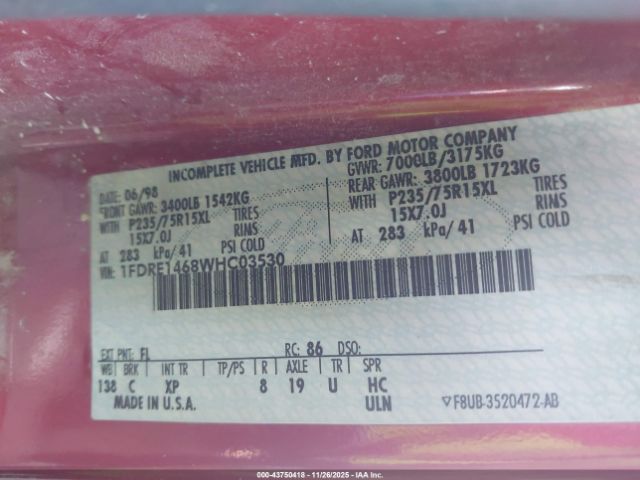 INCOMPLETE VEHICLE MFD. BY FORD MOTOR COMPANY
DATE: 06/98 GVWR: 7000LB/3175KG
FRONT GAWR: 3400LB 1542KG REAR GAWR: 3800LB 1723KG
WITH P235/75R15XL TIRES WITH P235/75R15XL TIRES
15X7.0J RINS 15X7.0J RINS
AT 283 kPa/41 PSI COLD AT 283 kPa/41 PSI COLD
VIN: 1FDRE1468WHC03530
EXT PNT: FL RC: 86 DSO:
WB BRK INT TR TP/PS R AXLE TR SPR
138 C XP 8 19 U HC
MADE IN U.S.A. ULN
▽F8UB-3520472-AB
000-43750418 - 11/26/2025 - IAA Inc.